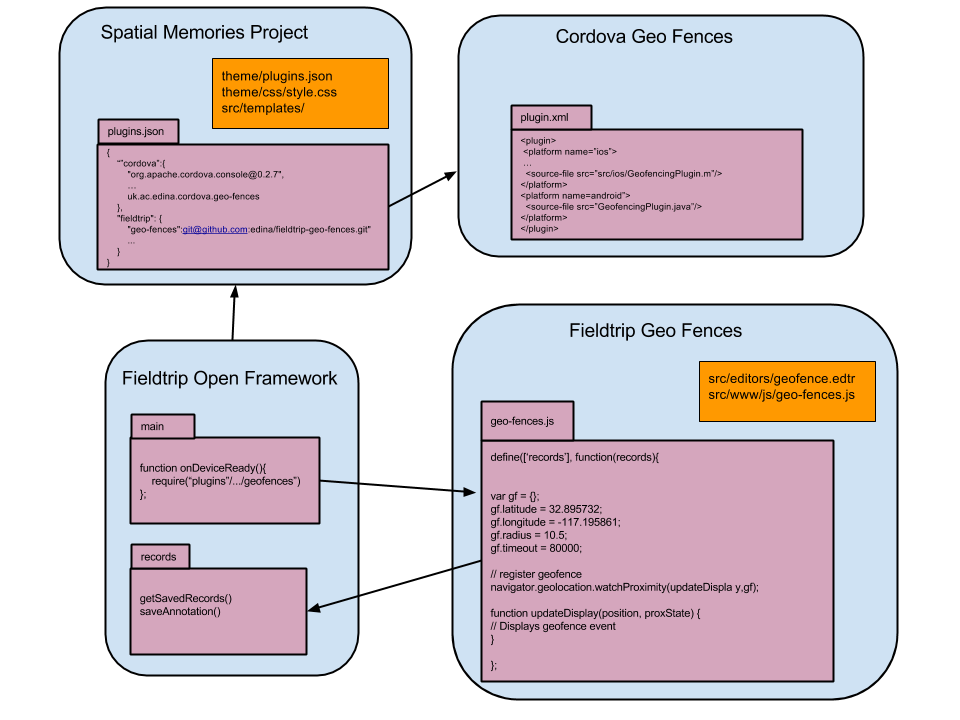 Spatial Memories Project
theme/plugins.json
theme/css/style.css
src/templates/
plugins.json
{
“"cordova":{
"org.apache.cordova.console@0.2.7",
…
uk.ac.edina.cordova.geo-fences
},
"fieldtrip": {
"geo-fences":git@github.com:edina/fieldtrip-geo-fences.git"
...
}
}
Cordova Geo Fences
plugin.xml
<plugin>
<platform name="ios">
…
<source-file src="src/ios/GeofencingPlugin.m"/>
</platform>
<platform name=android">
<source-file src="GeofencingPlugin.java"/>
</platform>
</plugin>
Fieldtrip Open Framework
main
function onDeviceReady(){
require(“plugins”/.../geofences”)
};
records
getSavedRecords()
saveAnnotation()
Fieldtrip Geo Fences
src/editors/geofence.edtr
src/www/js/geo-fences.js
geo-fences.js
define([‘records’], function(records){
var gf = {};
gf.latitude = 32.895732;
gf.longitude = -117.195861;
gf.radius = 10.5;
gf.timeout = 80000;
// register geofence
navigator.geolocation.watchProximity(updateDispla y,gf);
function updateDisplay(position, proxState) {
// Displays geofence event
}
};